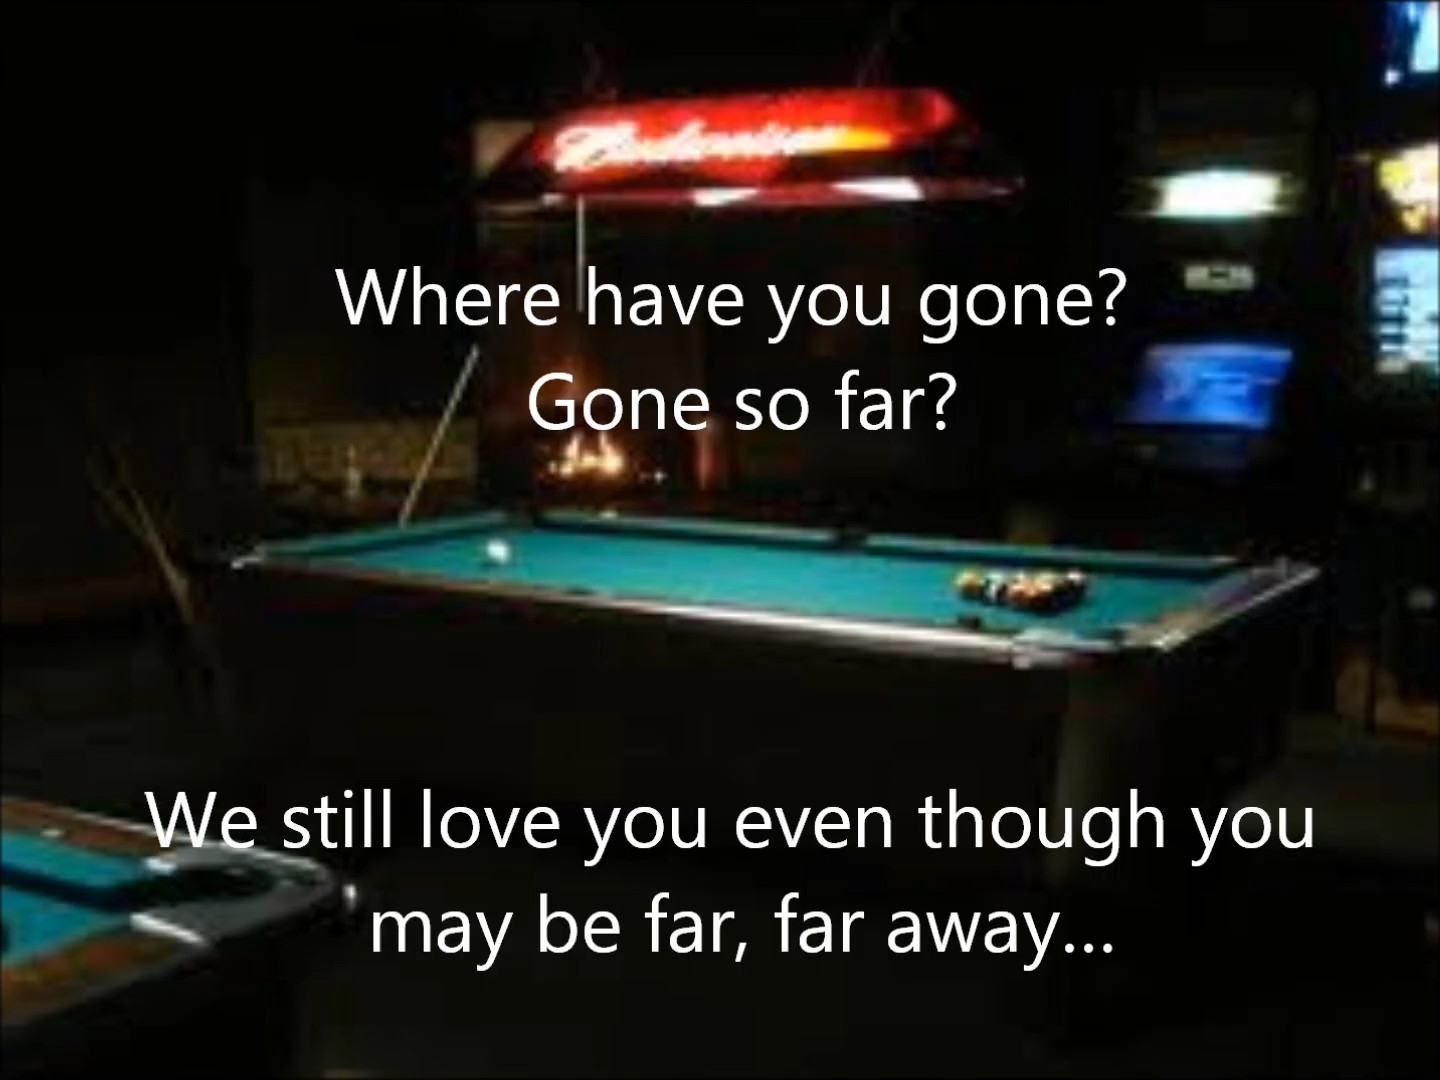 Budweiser
Where have you gone?
Gone so far?
We still love you even though you
may be far, far away...